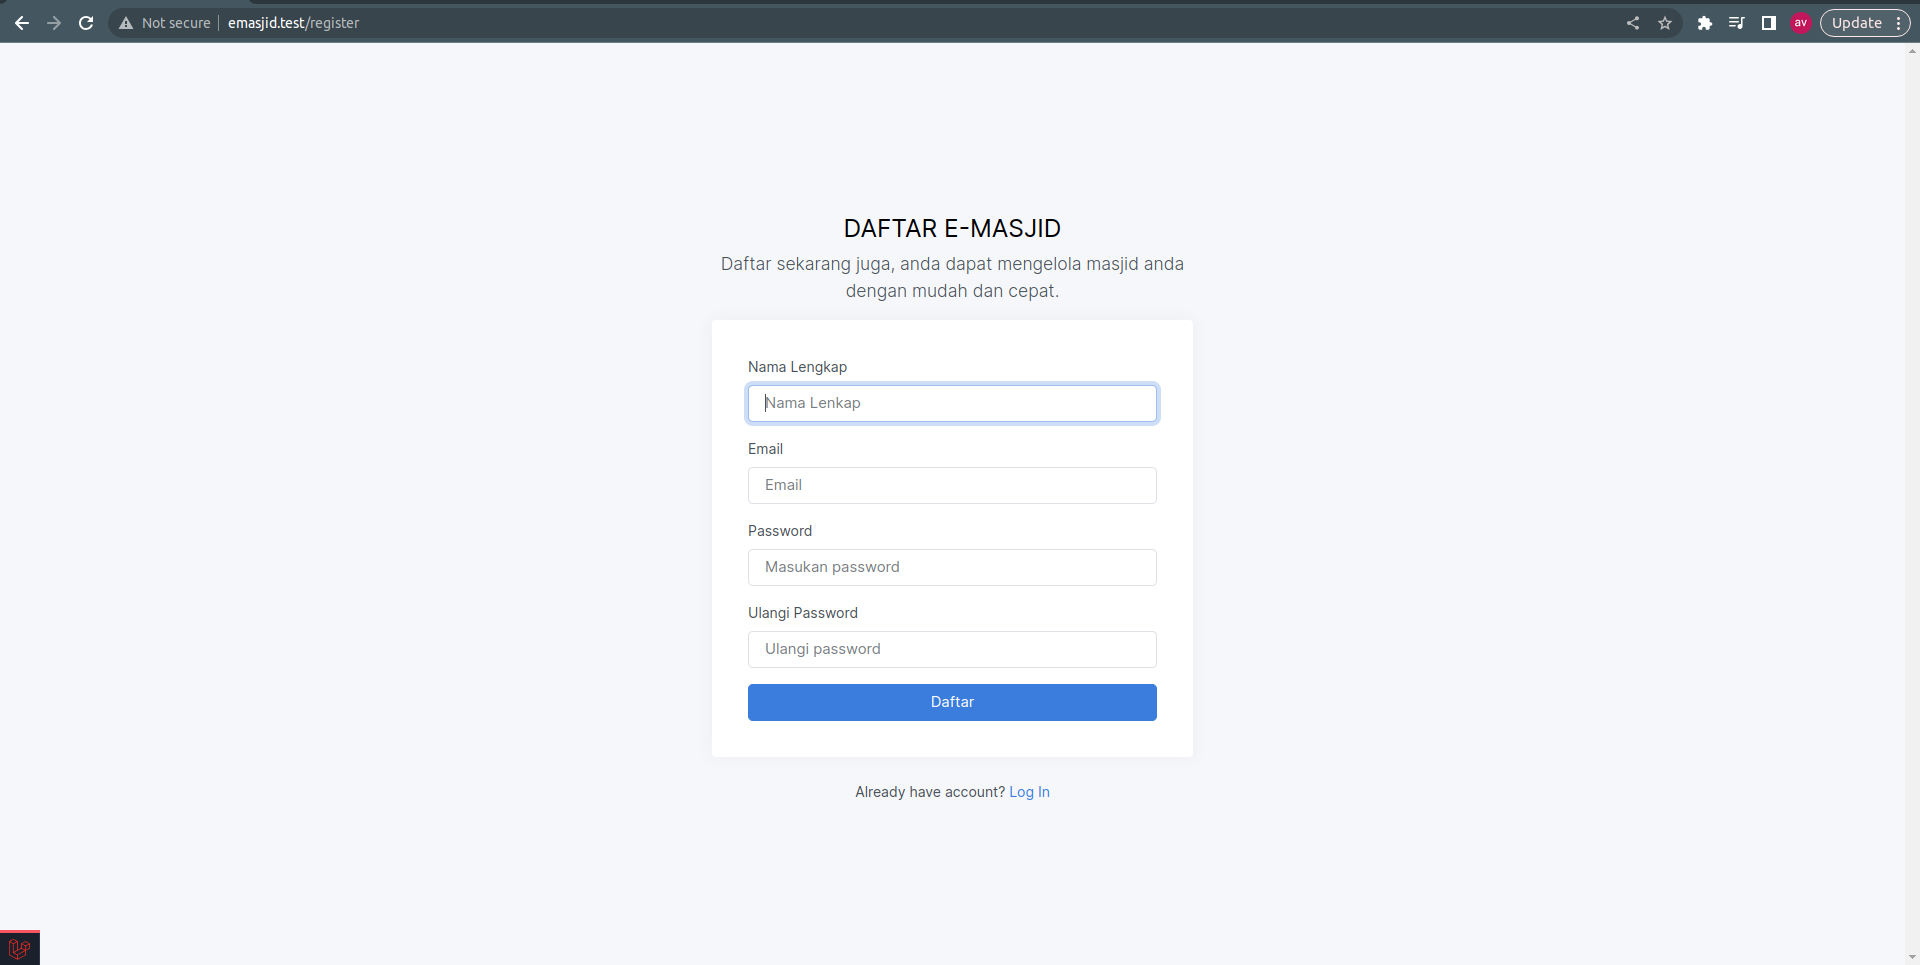 Not secure
emasjid.test/register
av
Update
DAFTAR E-MASJID
Daftar sekarang juga, anda dapat mengelola masjid anda
dengan mudah dan cepat.
Nama Lengkap
Nama Lenkap
Email
Email
Password
Masukan password
Ulangi Password
Ulangi password
Daftar
Already have account? Log In